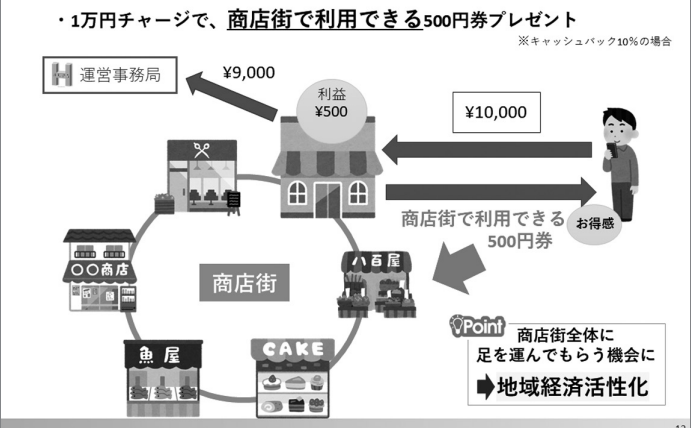 ・1万円チャージで、商店街で利用できる500円券プレゼント
※キャッシュバック10%の場合
H 運営事務局
¥9,000
利益
¥500
¥10,000
商店街で利用できる
500円券
お得感
〇〇商店
商店街
八百屋
魚屋
CAKE
Point
商店街全体に
足を運んでもらう機会に
➡地域経済活性化